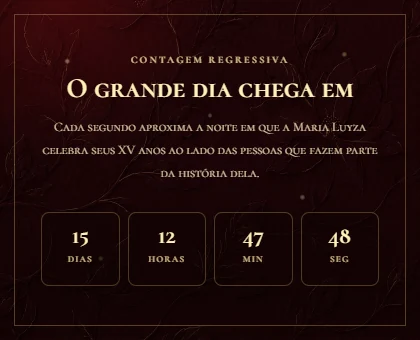 CONTAGEM REGRESSIVA
O GRANDE DIA CHEGA EM
CADA SEGUNDO APROXIMA A NOITE EM QUE A MARIA LUYZA
CELEBRA SEUS XV ANOS AO LADO DAS PESSOAS QUE FAZEM PARTE
DA HISTÓRIA DELA.
15 12 47 48
DIAS HORAS MIN SEG